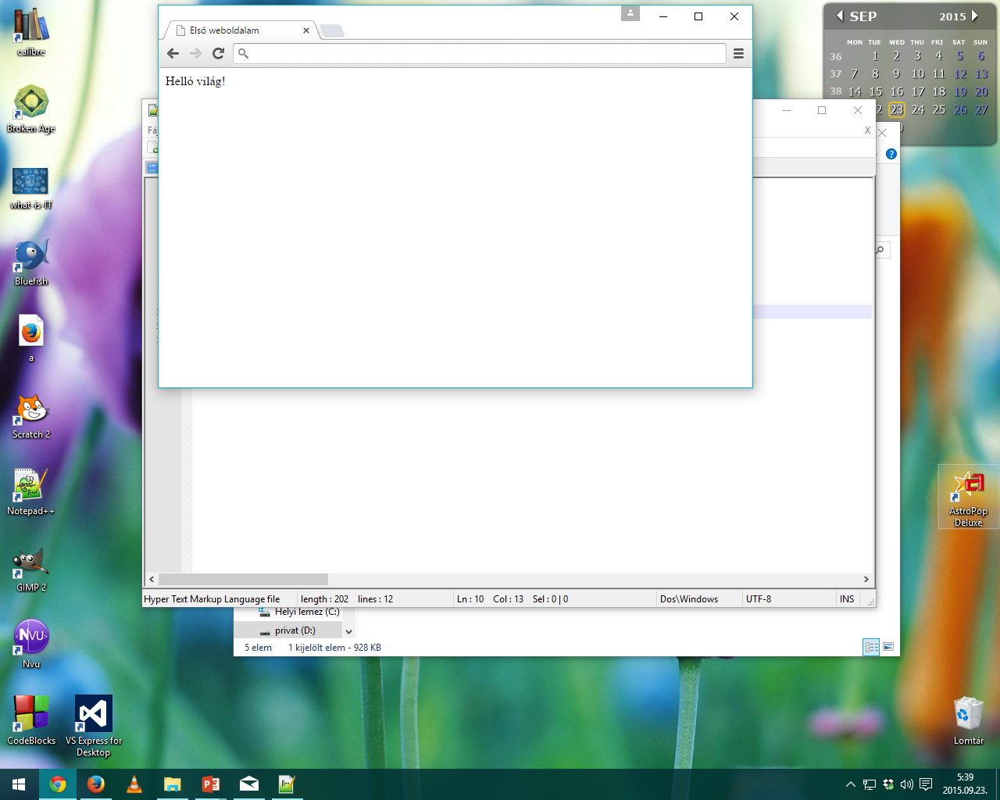 calibre
Broken Age
what-is-IT
Bluefish
a
Scratch 2
Notepad++
GIMP 2
Nvu
CodeBlocks
VS Express for
Desktop
Első weboldalam
Helló világ!
SEP 2015
MON TUE WED THU FRI SAT SUN
36 1 2 3 4 5 6
37 7 8 9 10 11 12 13
38 14 15 16 17 18 19 20
2 23 24 25 26 27
Fáj
X
Hyper Text Markup Language file length : 202 lines : 12 Ln : 10 Col : 13 Sel : 0 | 0 Dos\Windows UTF-8 INS
Helyi lemez (C:)
privat (D:)
5 elem 1 kijelölt elem - 928 KB
AstroPop
Deluxe
Lomtár
5:39
2015.09.23.